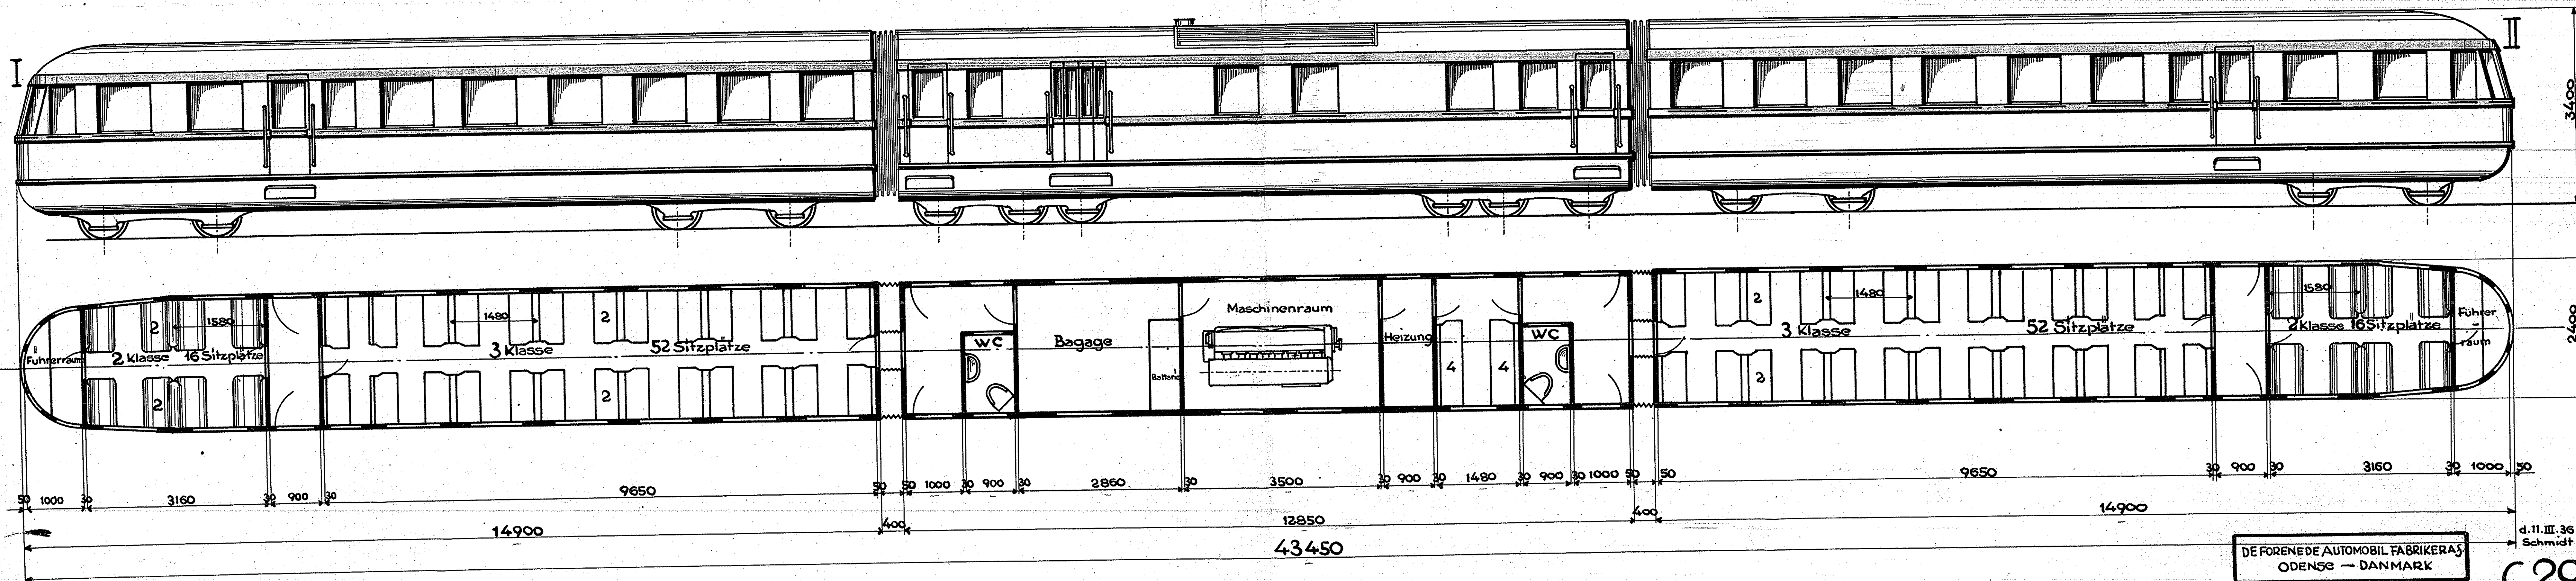 I
II
3400
Führerraum
2 Klasse 16 Sitzplätze
2
2
1580
1480
3 Klasse
52 Sitzplätze
2
2
WC
Bagage
Batterie
Maschinenraum
Heizung
4
4
WC
2
2
1480
3 Klasse
52 Sitzplätze
1580
2 Klasse 16 Sitzplätze
Führer
-
raum
2400
50 1000 30 3160 30 900 30 9650 50 50 1000 30 900 30 2860 30 3500 30 900 30 1480 30 900 30 1000 50 50 9650 30 900 30 3160 30 1000 50
14900 400 12850 400 14900
43450
d.11.III.36
Schmidt
DE FORENEDE AUTOMOBIL FABRIKER A/S
ODENSE — DANMARK